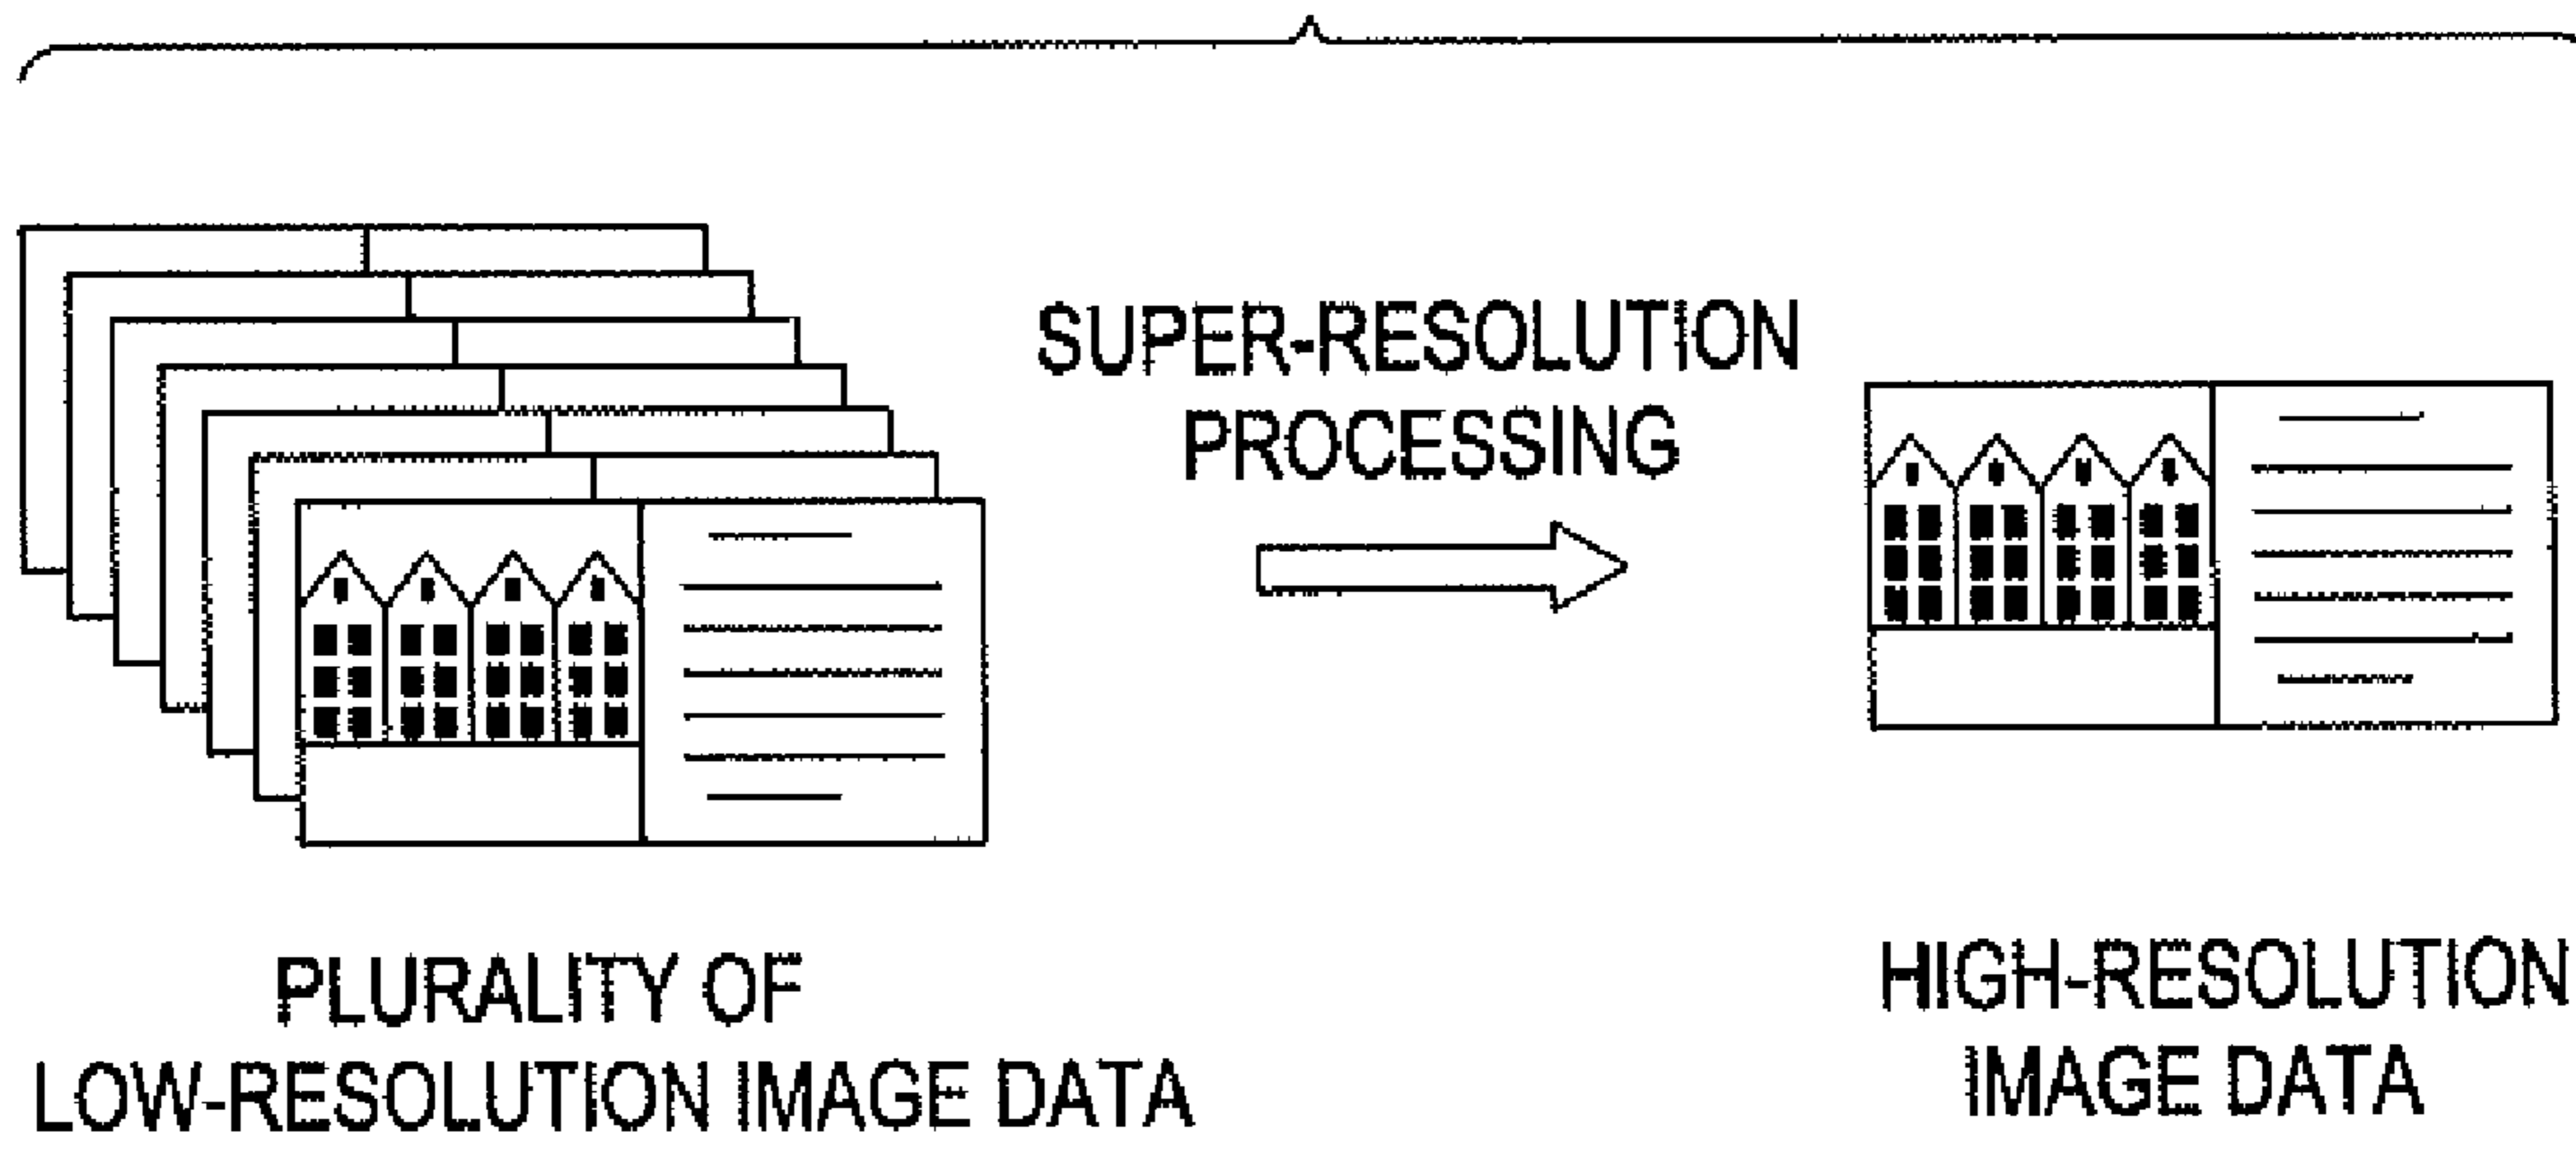 SUPER-RESOLUTION
PROCESSING
PLURALITY OF
LOW-RESOLUTION IMAGE DATA
HIGH-RESOLUTION
IMAGE DATA